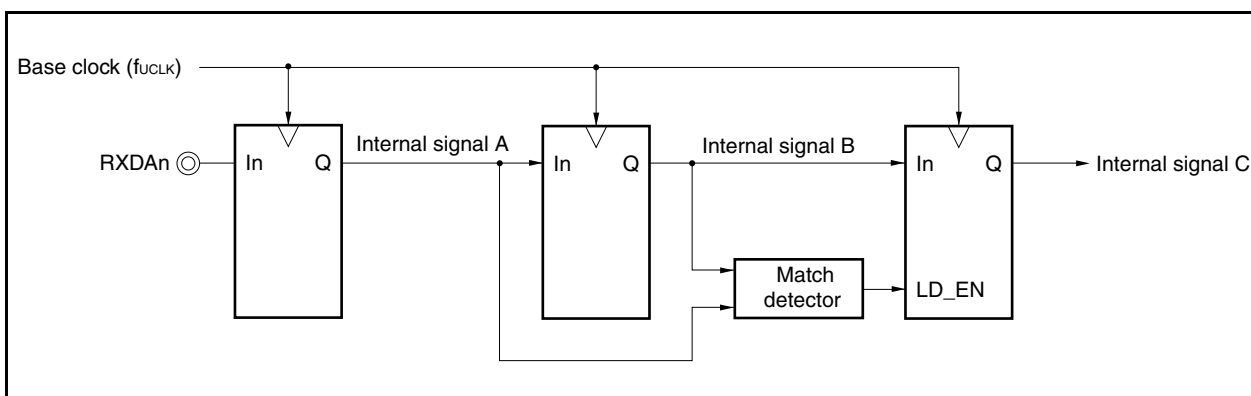 Base clock (fUCLK)
RXDAn
In
Q
Internal signal A
In
Q
Internal signal B
In
Q
Internal signal C
LD_EN
Match
detector